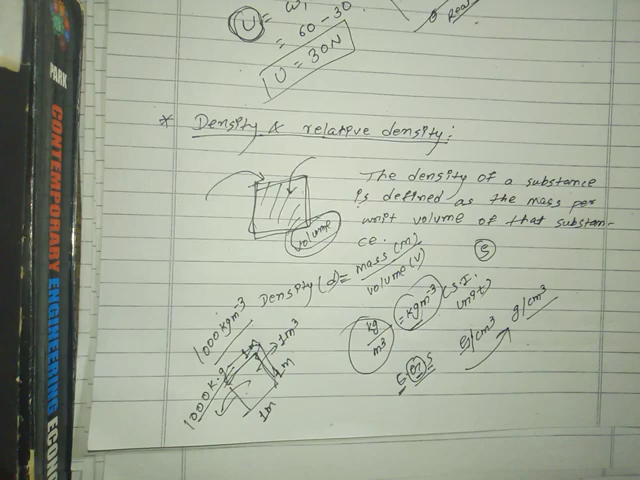 U = W₁
= 60 - 30
U = 30N
* Density & relative density:
The density of a substance
is defined as the mass per
unit volume of that substan-
ce.
volume
Density (d) = mass (m)
volume (v)
kg
m³
= kgm⁻³ (S.I. unit)
g/cm³
g/cm³
1000 kgm⁻³
1000 K.g
1m
1m³
1m
1m
PARK
CONTEMPORARY ENGINEERING ECONO